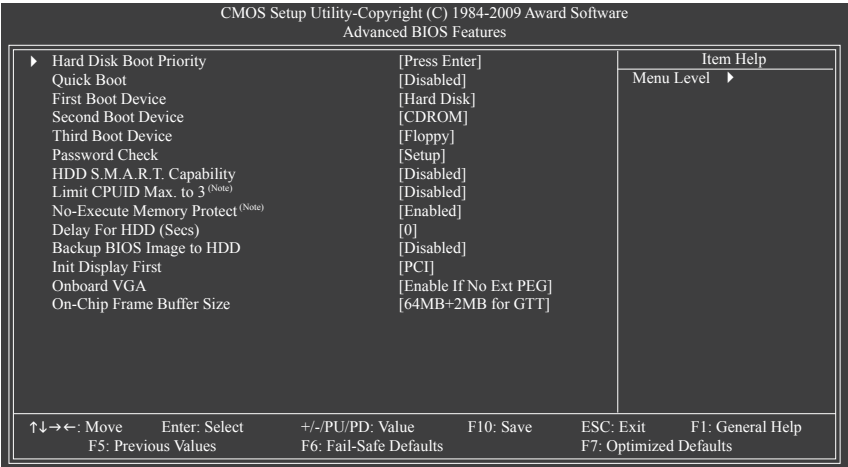 CMOS Setup Utility-Copyright (C) 1984-2009 Award Software
Advanced BIOS Features
Hard Disk Boot Priority [Press Enter] Item Help
Quick Boot [Disabled] Menu Level
First Boot Device [Hard Disk]
Second Boot Device [CDROM]
Third Boot Device [Floppy]
Password Check [Setup]
HDD S.M.A.R.T. Capability [Disabled]
Limit CPUID Max. to 3 (Note) [Disabled]
No-Execute Memory Protect (Note) [Enabled]
Delay For HDD (Secs) [0]
Backup BIOS Image to HDD [Disabled]
Init Display First [PCI]
Onboard VGA [Enable If No Ext PEG]
On-Chip Frame Buffer Size [64MB+2MB for GTT]
↑↓→←: Move Enter: Select +/-/PU/PD: Value F10: Save ESC: Exit F1: General Help
F5: Previous Values F6: Fail-Safe Defaults F7: Optimized Defaults